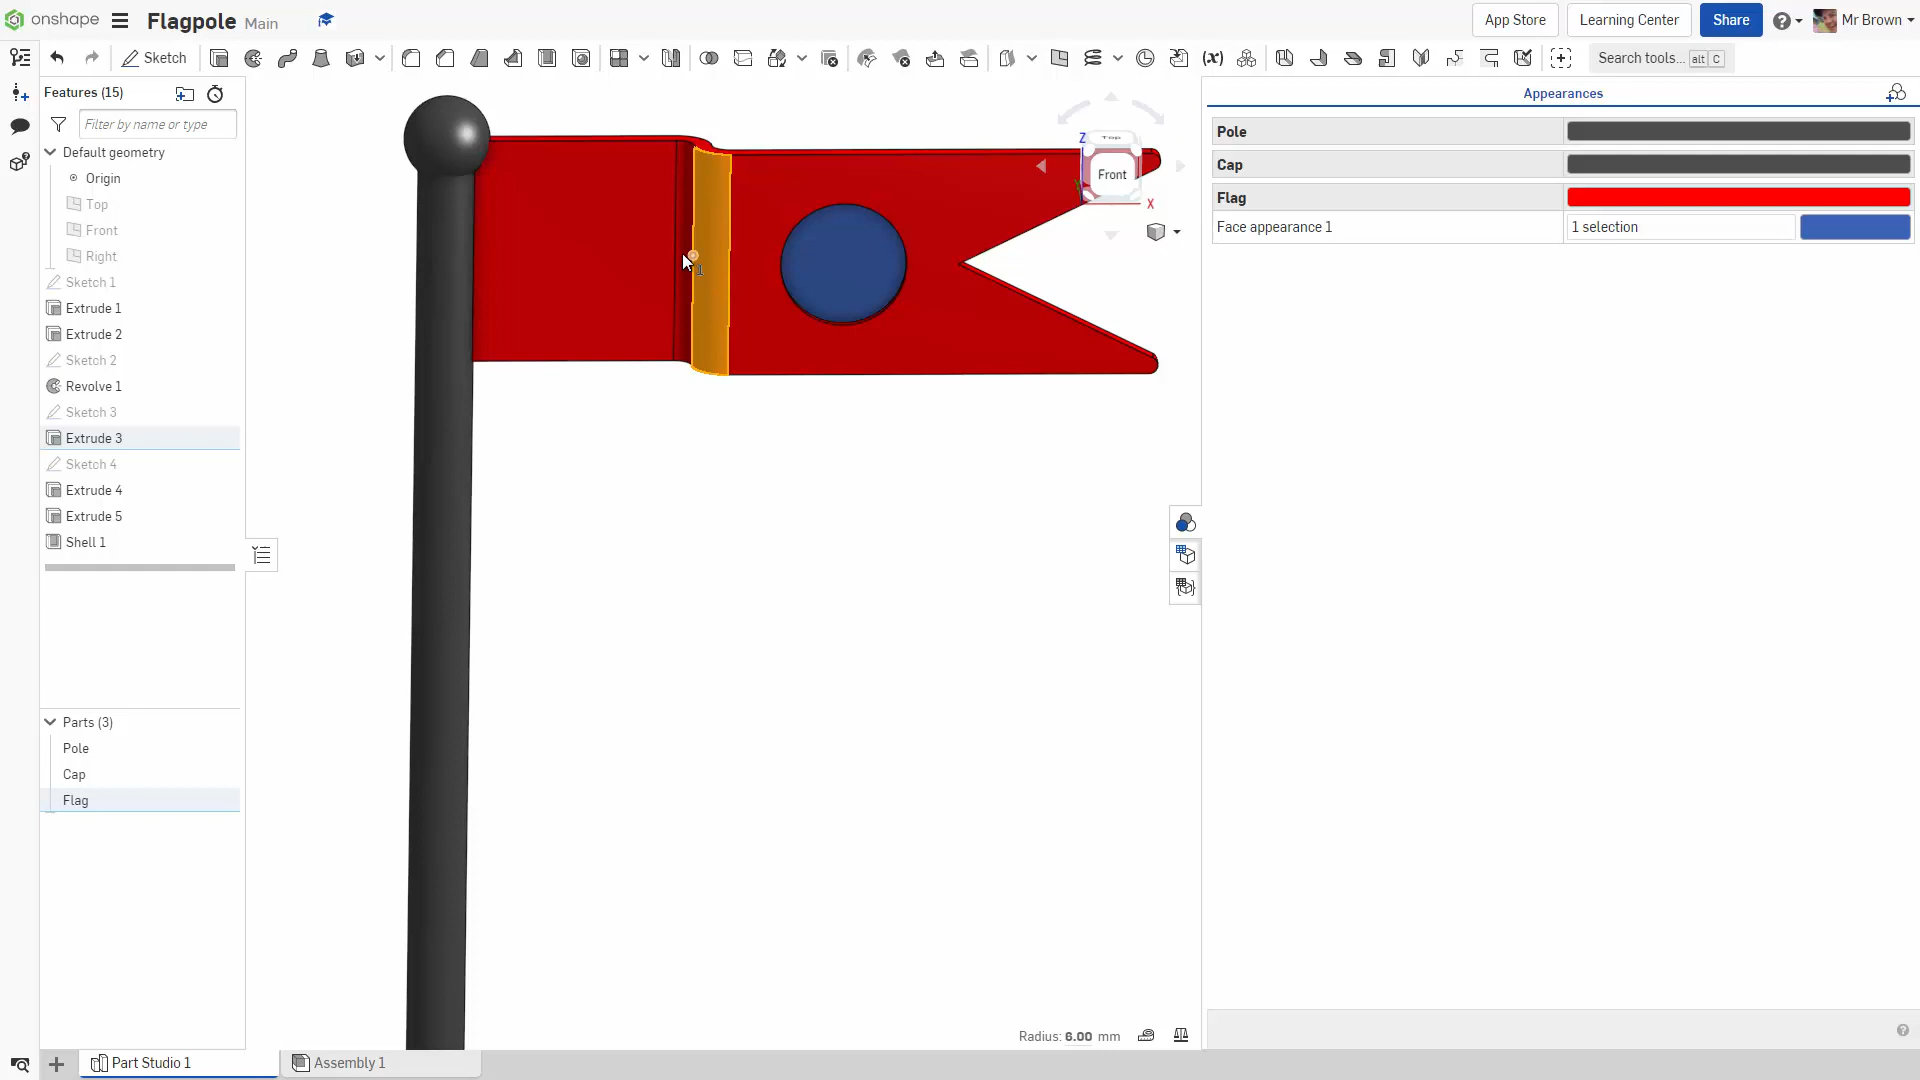 onshape Flagpole Main App Store Learning Center Share Mr Brown
Sketch Search tools... alt C
Features (15)
Filter by name or type
Default geometry
Origin
Top
Front
Right
Sketch 1
Extrude 1
Extrude 2
Sketch 2
Revolve 1
Sketch 3
Extrude 3
Sketch 4
Extrude 4
Extrude 5
Shell 1
Parts (3)
Pole
Cap
Flag
Z
Top
Front
X
1
Radius: 6.00 mm
Appearances
Pole
Cap
Flag
Face appearance 1 1 selection
Part Studio 1 Assembly 1